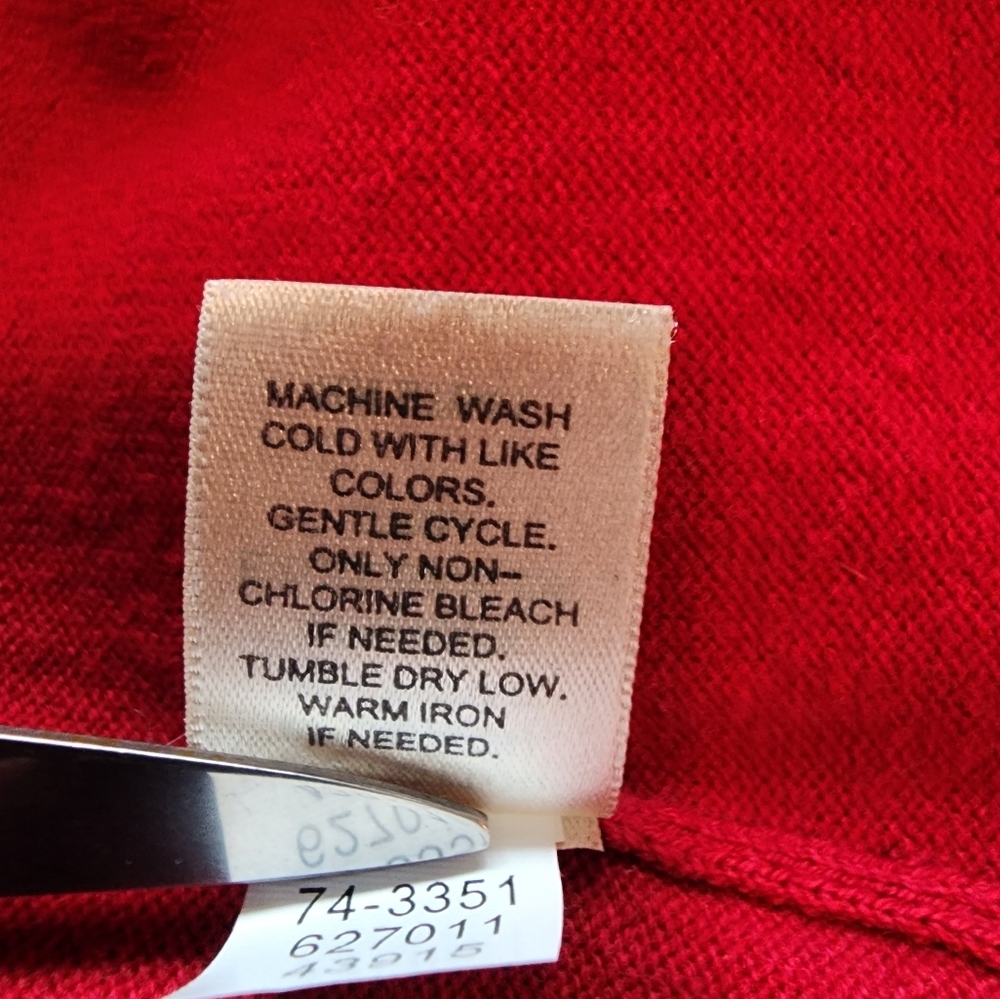 MACHINE WASH
COLD WITH LIKE
COLORS.
GENTLE CYCLE.
ONLY NON–
CHLORINE BLEACH
IF NEEDED.
TUMBLE DRY LOW.
WARM IRON
IF NEEDED.
74-3351
627011
43915